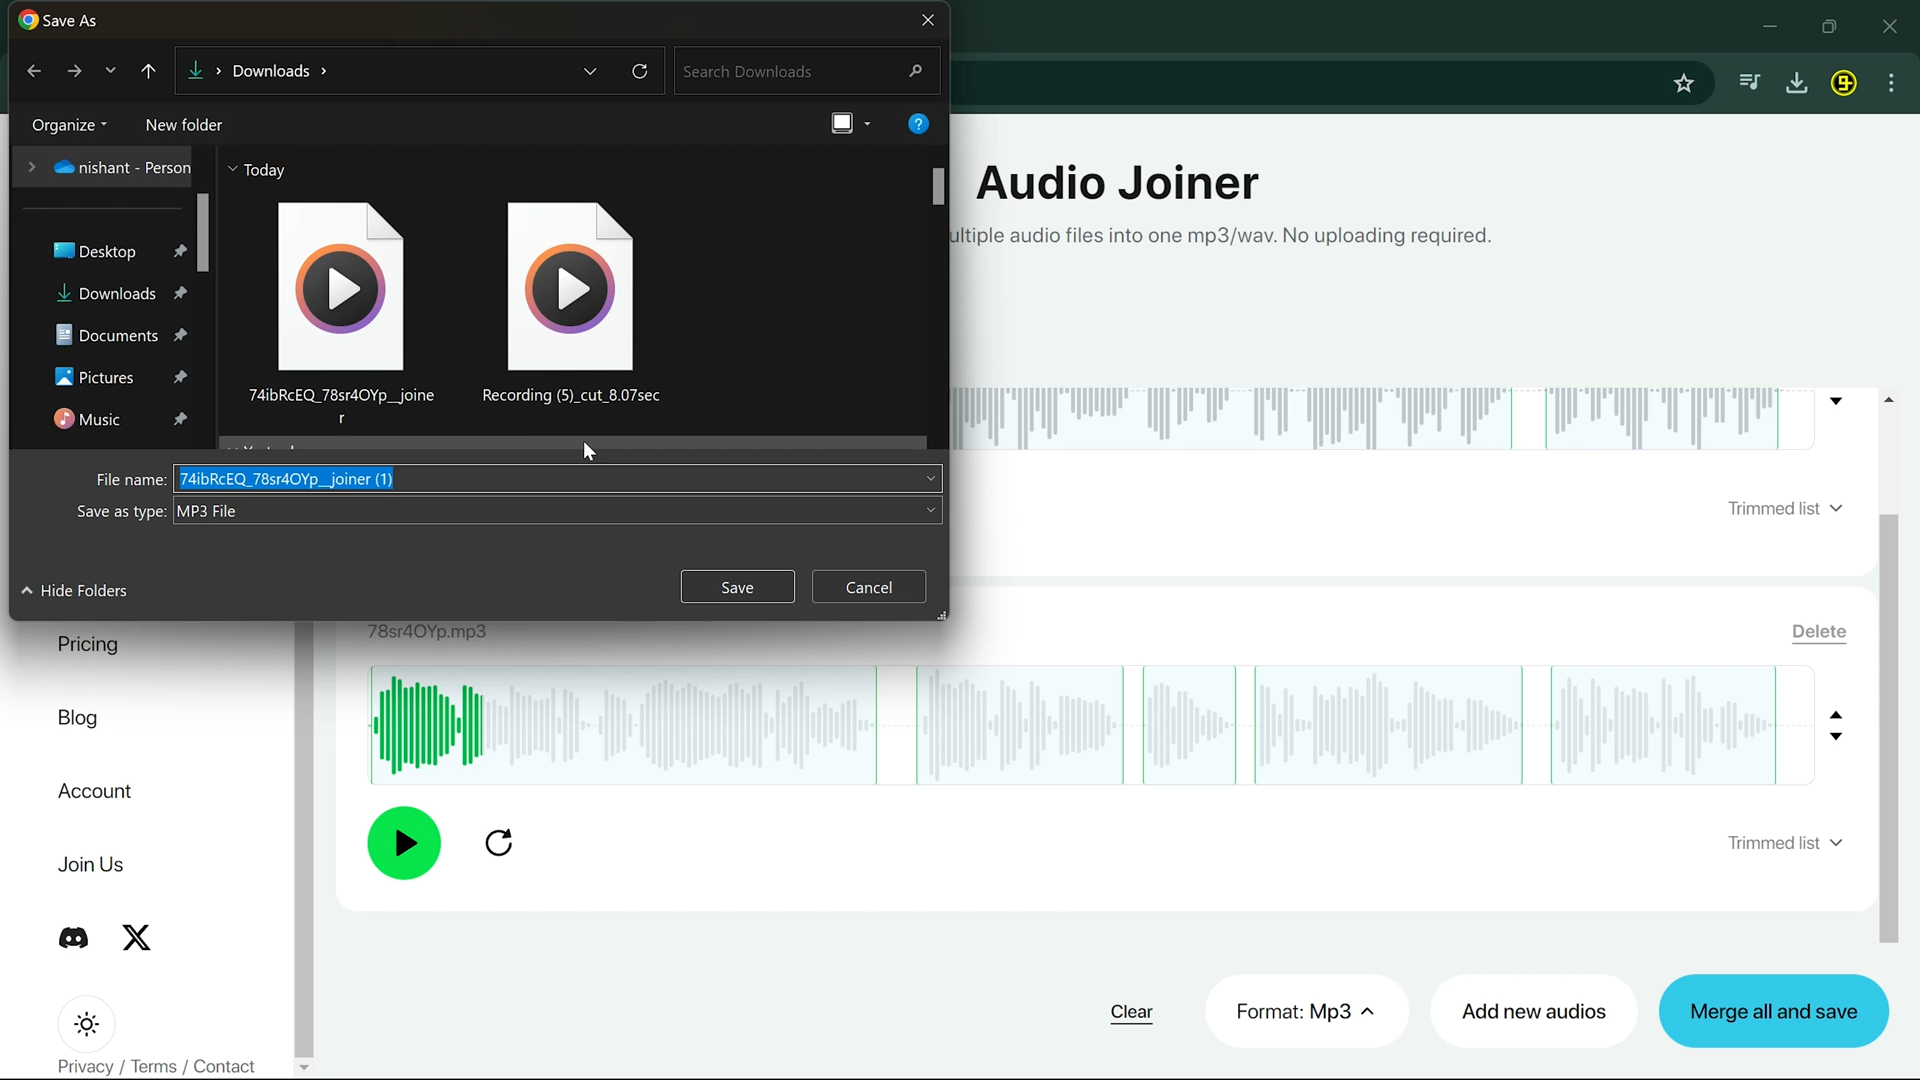 Save As
Downloads
Search Downloads
Organize
New folder
nishant - Person
Today
Desktop
Downloads
Documents
Pictures
Music
74ibRcEQ_78sr4OYp__joine
r
Recording (5)_cut_8.07sec
File name: 74ibRcEQ_78sr4OYp__joiner (1)
Save as type: MP3 File
Hide Folders
Save
Cancel
Audio Joiner
ultiple audio files into one mp3/wav. No uploading required.
Trimmed list
78sr4OYp.mp3
Delete
Trimmed list
Pricing
Blog
Account
Join Us
Privacy / Terms / Contact
Clear
Format: Mp3
Add new audios
Merge all and save